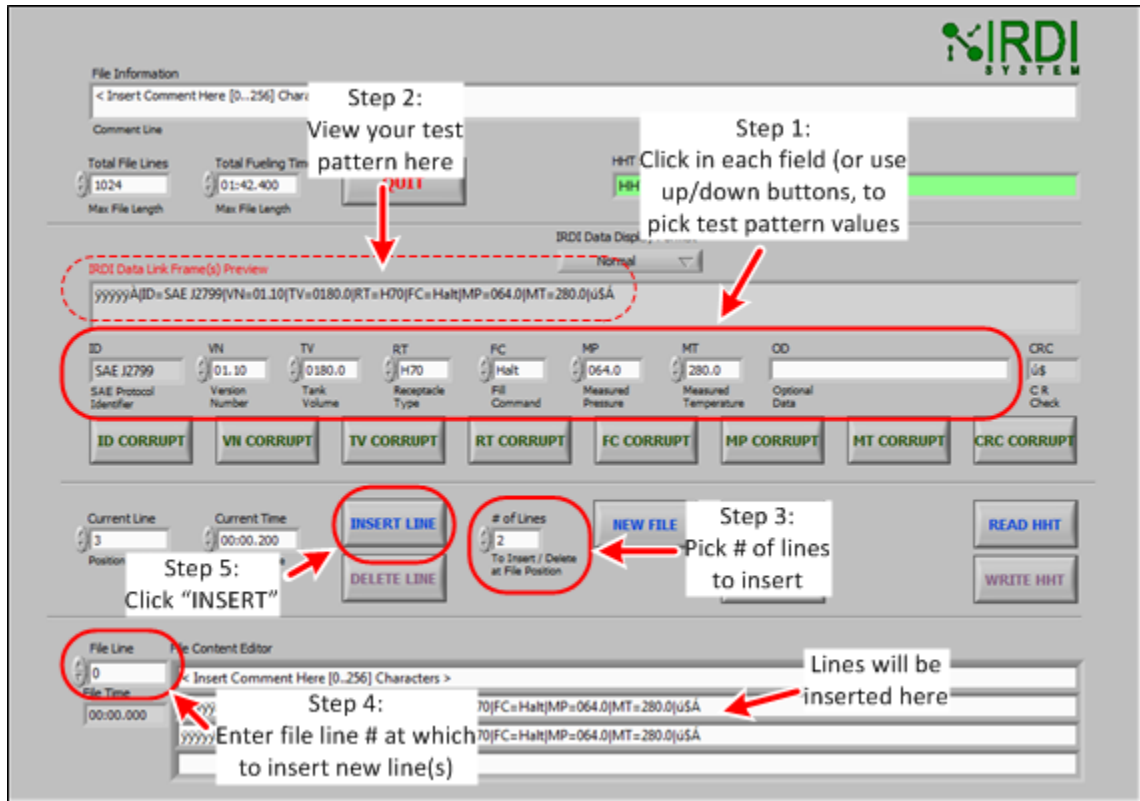 IRDI
SYSTEM
File Information
< Insert Comment Here [0...256] Chara
Comment Line
Step 2:
View your test
pattern here
Step 1:
Click in each field (or use
up/down buttons, to
pick test pattern values
Total File Lines
Total Fueling Tim
HHT
1024
01:42.400
QUIT
HH
Max File Length
Max File Length
IRDI Data Display Format
Normal
IRDI Data Link Frame(s) Preview
ÿÿÿÿÿÀ|ID=SAE J2799|VN=01.10|TV=0180.0|RT=H70|FC=Halt|MP=064.0|MT=280.0|ú$Á
ID VN TV RT FC MP MT OD CRC
SAE J2799 01.10 0180.0 H70 Halt 064.0 280.0 ú$
SAE Protocol Identifier
Version Number
Tank Volume
Receptacle Type
Fill Command
Measured Pressure
Measured Temperature
Optional Data
C R Check
ID CORRUPT VN CORRUPT TV CORRUPT RT CORRUPT FC CORRUPT MP CORRUPT MT CORRUPT CRC CORRUPT
Current Line
3
Position
Current Time
00:00.200
INSERT LINE
DELETE LINE
# of Lines
2
To Insert / Delete
at File Position
NEW FILE
Step 3:
Pick # of lines
to insert
READ HHT
WRITE HHT
Step 5:
Click “INSERT”
File Line
0
File Time
00:00.000
File Content Editor
< Insert Comment Here [0..256] Characters >
Lines will be
inserted here
70|FC=Halt|MP=064.0|MT=280.0|ú$Á
ÿÿÿÿ
70|FC=Halt|MP=064.0|MT=280.0|ú$Á
Step 4:
Enter file line # at which
to insert new line(s)